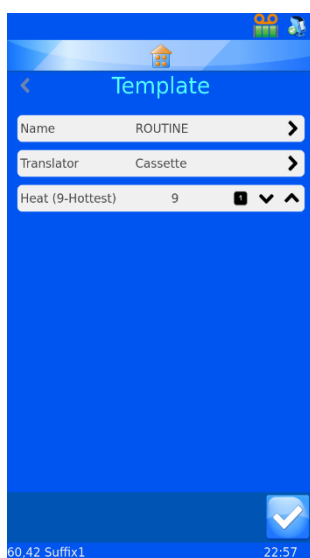 Template
Name ROUTINE
Translator Cassette
Heat (9-Hottest) 9 1
60,42 Suffix1 22:57